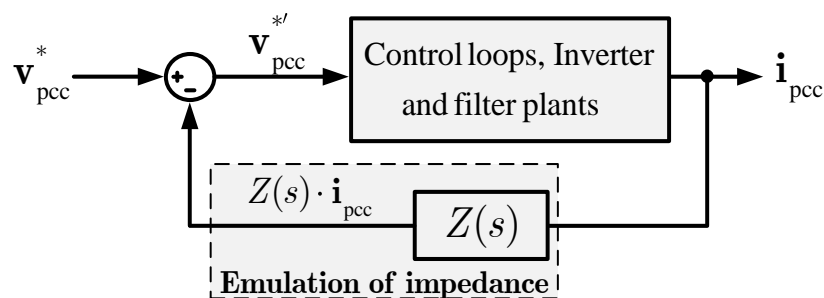 v*pcc
+
-
v*′pcc
Control loops, Inverter
and filter plants
ipcc
Z(s) · ipcc
Z(s)
Emulation of impedance